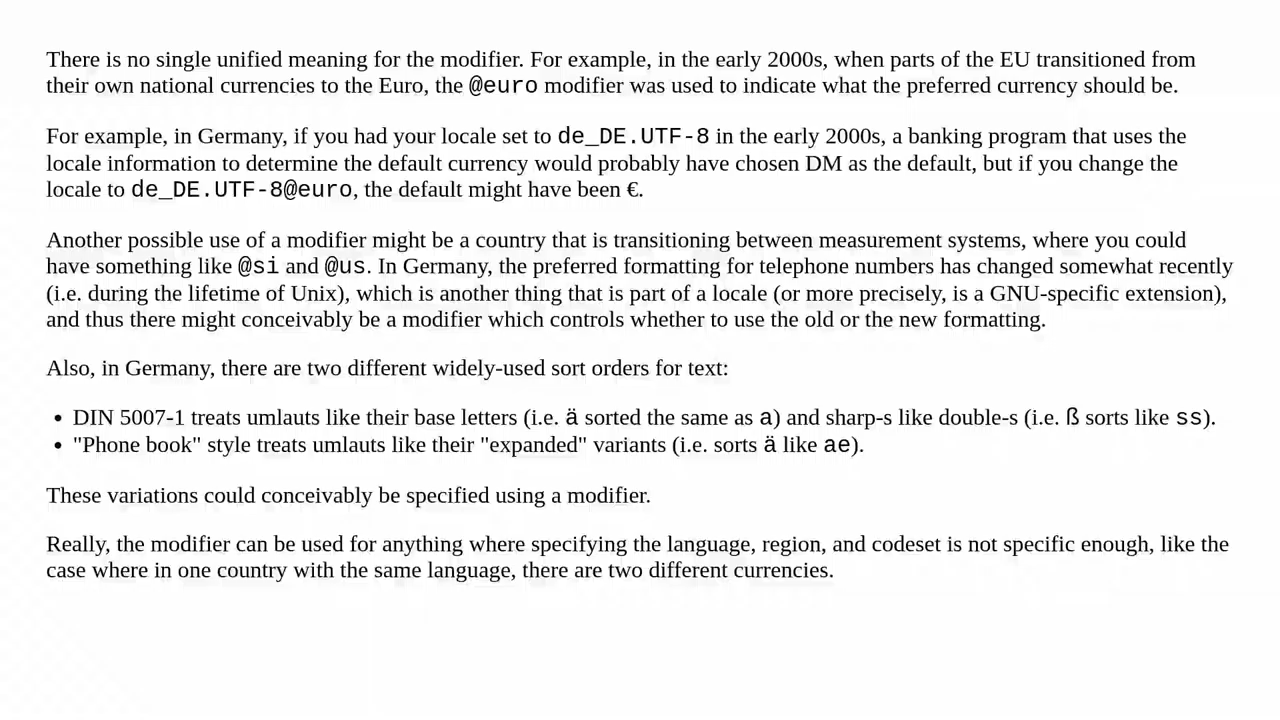 There is no single unified meaning for the modifier. For example, in the early 2000s, when parts of the EU transitioned from
their own national currencies to the Euro, the @euro modifier was used to indicate what the preferred currency should be.
For example, in Germany, if you had your locale set to de_DE.UTF-8 in the early 2000s, a banking program that uses the
locale information to determine the default currency would probably have chosen DM as the default, but if you change the
locale to de_DE.UTF-8@euro, the default might have been €.
Another possible use of a modifier might be a country that is transitioning between measurement systems, where you could
have something like @si and @us. In Germany, the preferred formatting for telephone numbers has changed somewhat recently
(i.e. during the lifetime of Unix), which is another thing that is part of a locale (or more precisely, is a GNU-specific extension),
and thus there might conceivably be a modifier which controls whether to use the old or the new formatting.
Also, in Germany, there are two different widely-used sort orders for text:
• DIN 5007-1 treats umlauts like their base letters (i.e. ä sorted the same as a) and sharp-s like double-s (i.e. ß sorts like ss).
• "Phone book" style treats umlauts like their "expanded" variants (i.e. sorts ä like ae).
These variations could conceivably be specified using a modifier.
Really, the modifier can be used for anything where specifying the language, region, and codeset is not specific enough, like the
case where in one country with the same language, there are two different currencies.